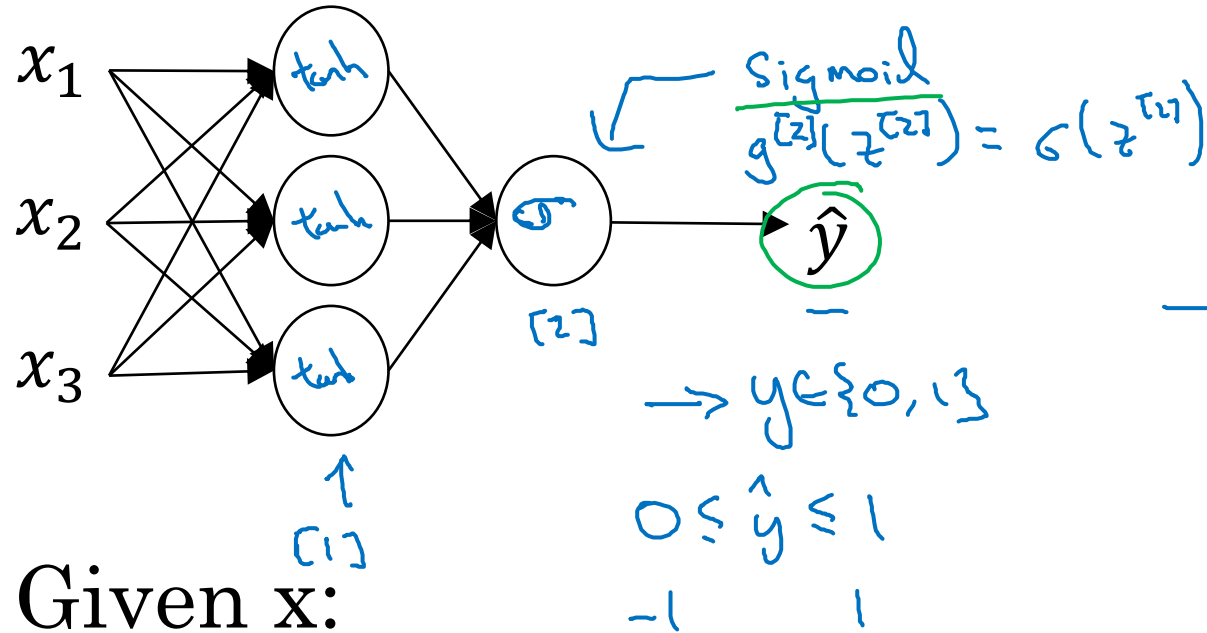 x₁
tanh
Sigmoid
g^[2](z^[2]) = σ(z^[2])
x₂
tanh
σ
ŷ
[2]
x₃
tanh
→ y ∈ {0, 1}
0 ≤ ŷ ≤ 1
[1]
-1 1
Given x: